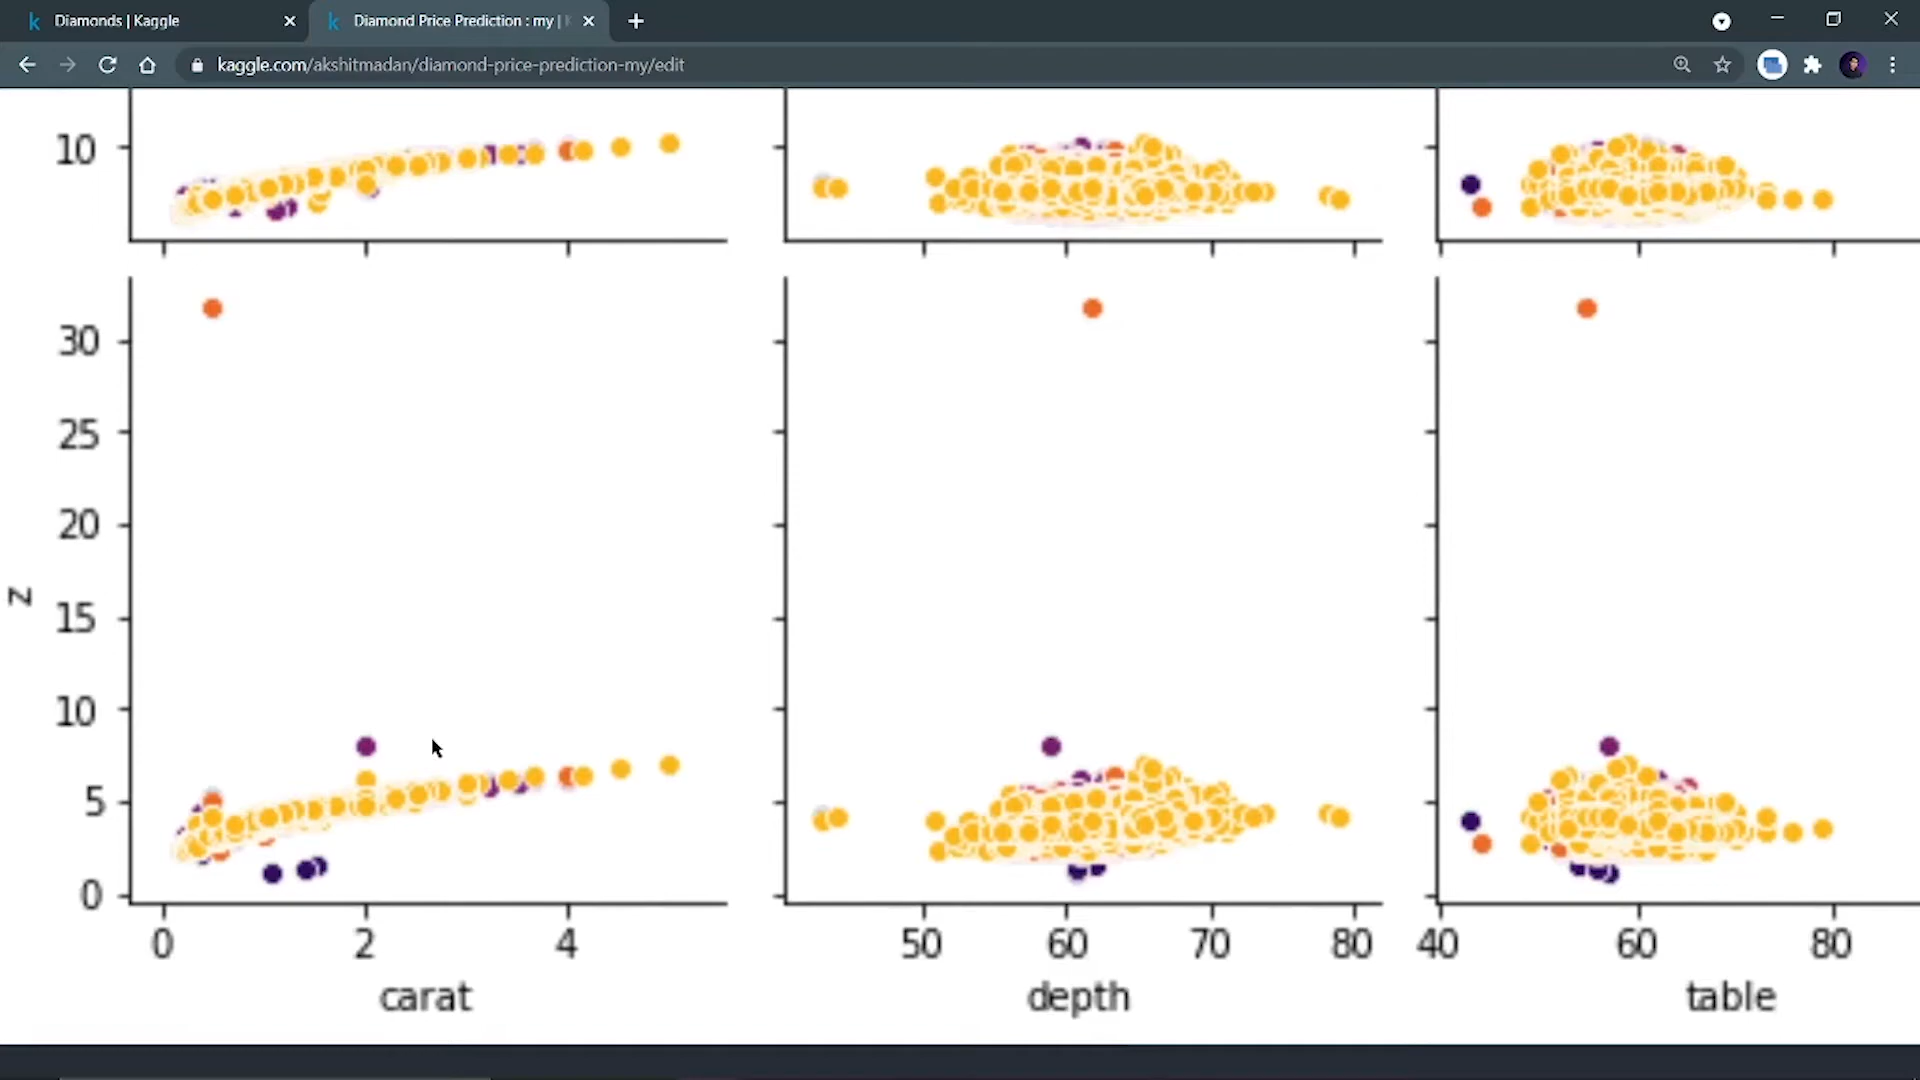 Diamonds | Kaggle
Diamond Price Prediction : my |
kaggle.com/akshitmadan/diamond-price-prediction-my/edit
10
30
25
20
15
10
5
0
z
0 2 4
50 60 70 80
40 60 80
carat
depth
table